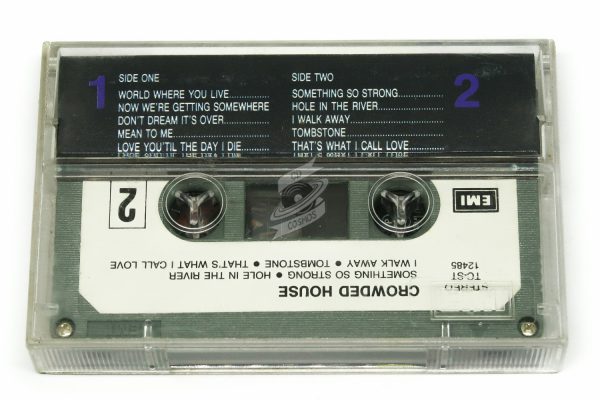 1
SIDE ONE
WORLD WHERE YOU LIVE..............
NOW WE'RE GETTING SOMEWHERE
DON'T DREAM IT'S OVER..............
MEAN TO ME..............
LOVE YOU'TIL THE DAY I DIE..............
SIDE TWO
SOMETHING SO STRONG..............
HOLE IN THE RIVER..............
I WALK AWAY..............
TOMBSTONE..............
THAT'S WHAT I CALL LOVE..............
2
CROWDED HOUSE
SOMETHING SO STRONG • HOLE IN THE RIVER
I WALK AWAY • TOMBSTONE • THAT'S WHAT I CALL LOVE
STEREO
TC-ST
12485
2
EMI
CD
COSMOS